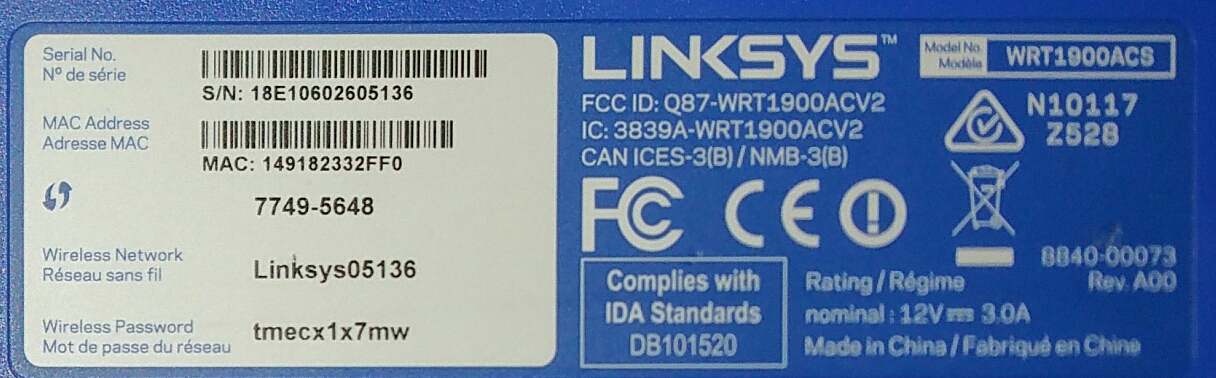 Serial No.
Nº de série
S/N: 18E10602605136
MAC Address
Adresse MAC
MAC: 149182332FF0
7749-5648
Wireless Network
Réseau sans fil
Linksys05136
Wireless Password
Mot de passe du réseau
tmecx1x7mw
LINKSYS™
Model No.
Modèle
WRT1900ACS
FCC ID: Q87-WRT1900ACV2
IC: 3839A-WRT1900ACV2
CAN ICES-3(B) / NMB-3(B)
N10117
Z528
FC CE
Complies with
IDA Standards
DB101520
8840-00073
Rev. A00
Rating / Régime
nominal : 12V⎓ 3.0A
Made in China / Fabriqué en Chine